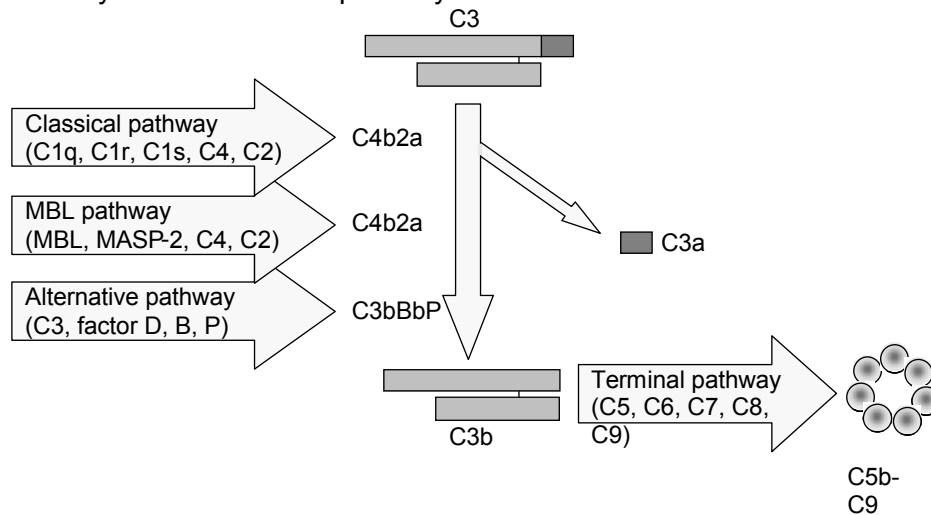 C3
Classical pathway
(C1q, C1r, C1s, C4, C2)
C4b2a
MBL pathway
(MBL, MASP-2, C4, C2)
C4b2a
C3a
Alternative pathway
(C3, factor D, B, P)
C3bBbP
Terminal pathway
(C5, C6, C7, C8,
C9)
C3b
C5b-
C9